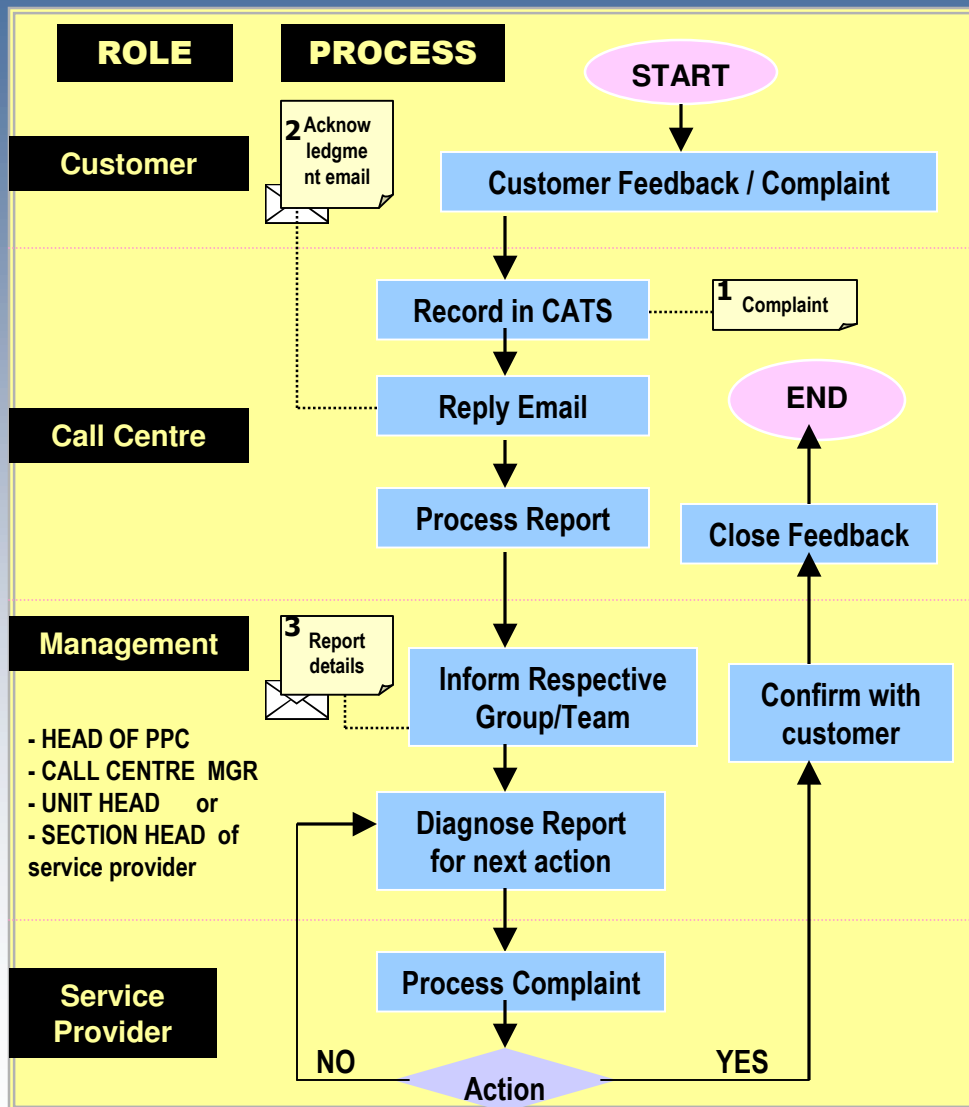 ROLE
PROCESS
START
Customer
2
Acknow
ledgme
nt email
Customer Feedback / Complaint
Record in CATS
1
Complaint
Call Centre
Reply Email
END
Process Report
Close Feedback
Management
3
Report
details
Inform Respective
Group/Team
Confirm with
customer
- HEAD OF PPC
- CALL CENTRE MGR
- UNIT HEAD or
- SECTION HEAD of
service provider
Diagnose Report
for next action
Service
Provider
Process Complaint
NO
YES
Action